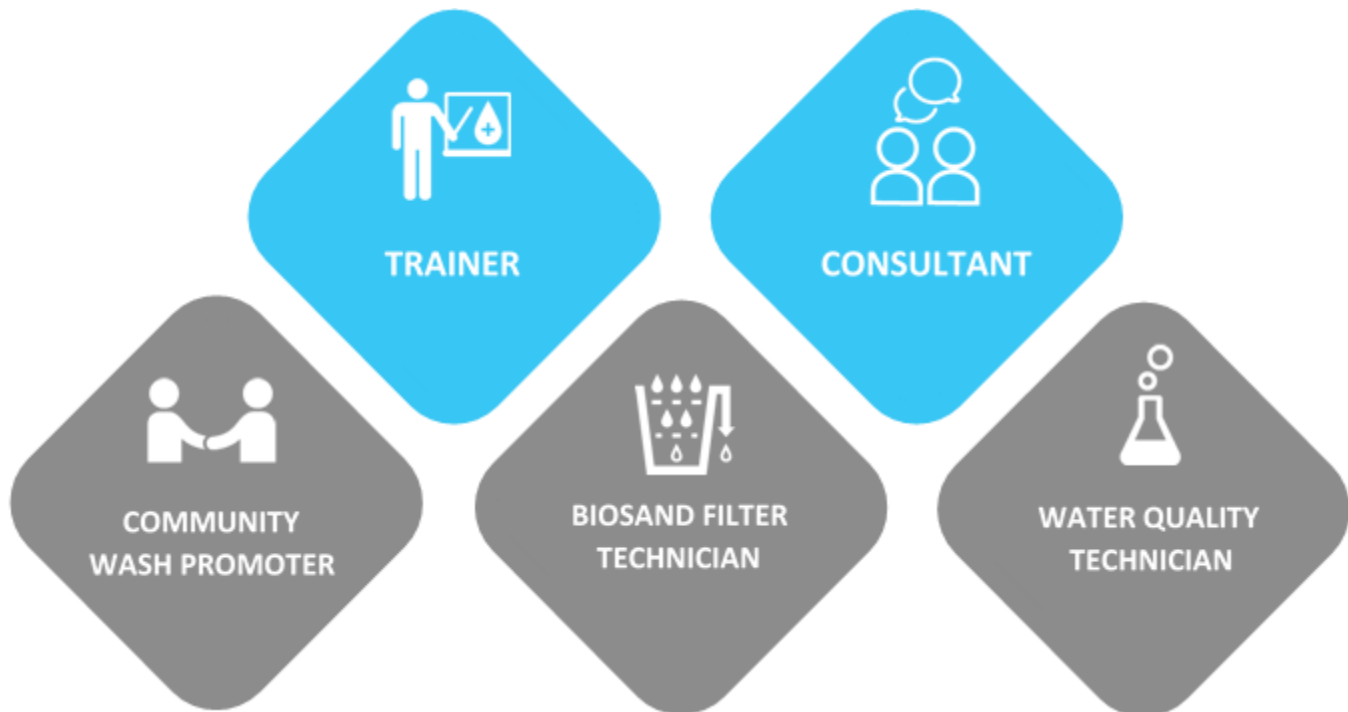 TRAINER
CONSULTANT
COMMUNITY
WASH PROMOTER
BIOSAND FILTER
TECHNICIAN
WATER QUALITY
TECHNICIAN